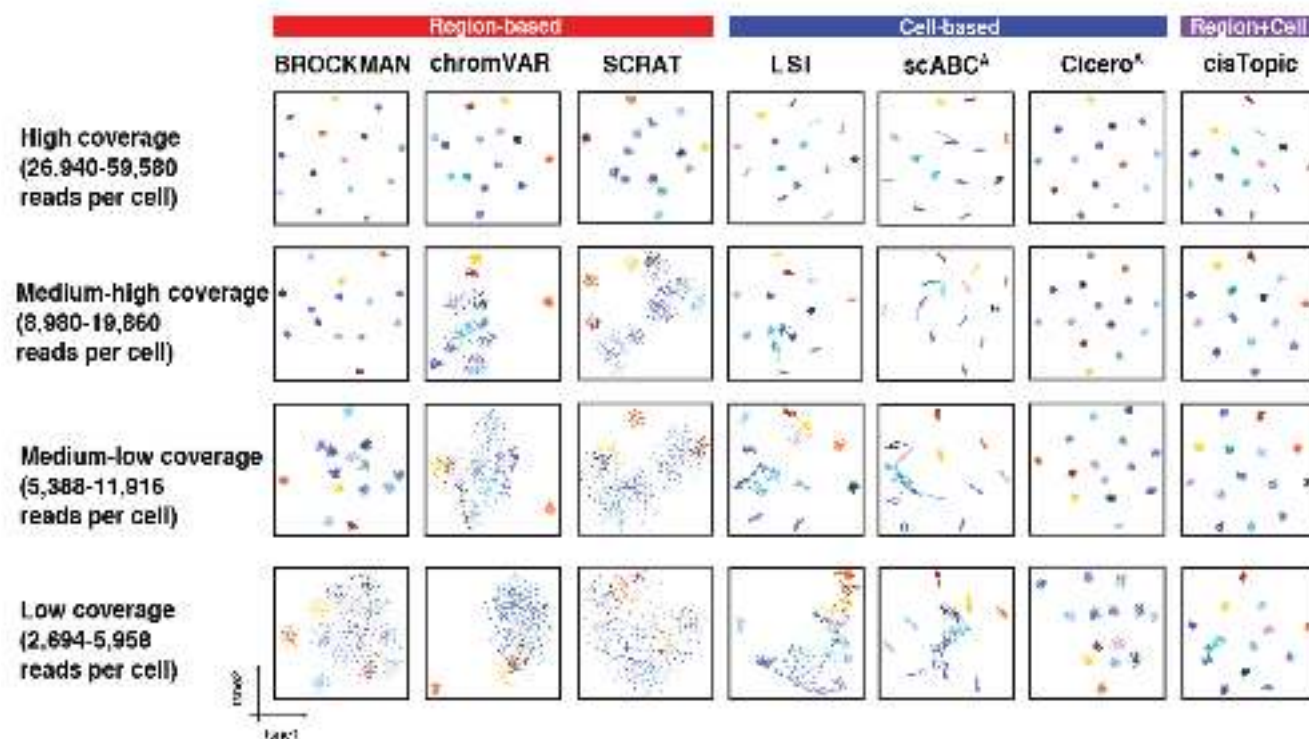 Region-based Cell-based Region+Cell
BROCKMAN chromVAR SCRAT LSI scABCᴬ Cicero cisTopic
High coverage
(26,940-59,580
reads per cell)
Medium-high coverage
(8,980-19,860
reads per cell)
Medium-low coverage
(5,388-11,916
reads per cell)
Low coverage
(2,694-5,958
reads per cell)